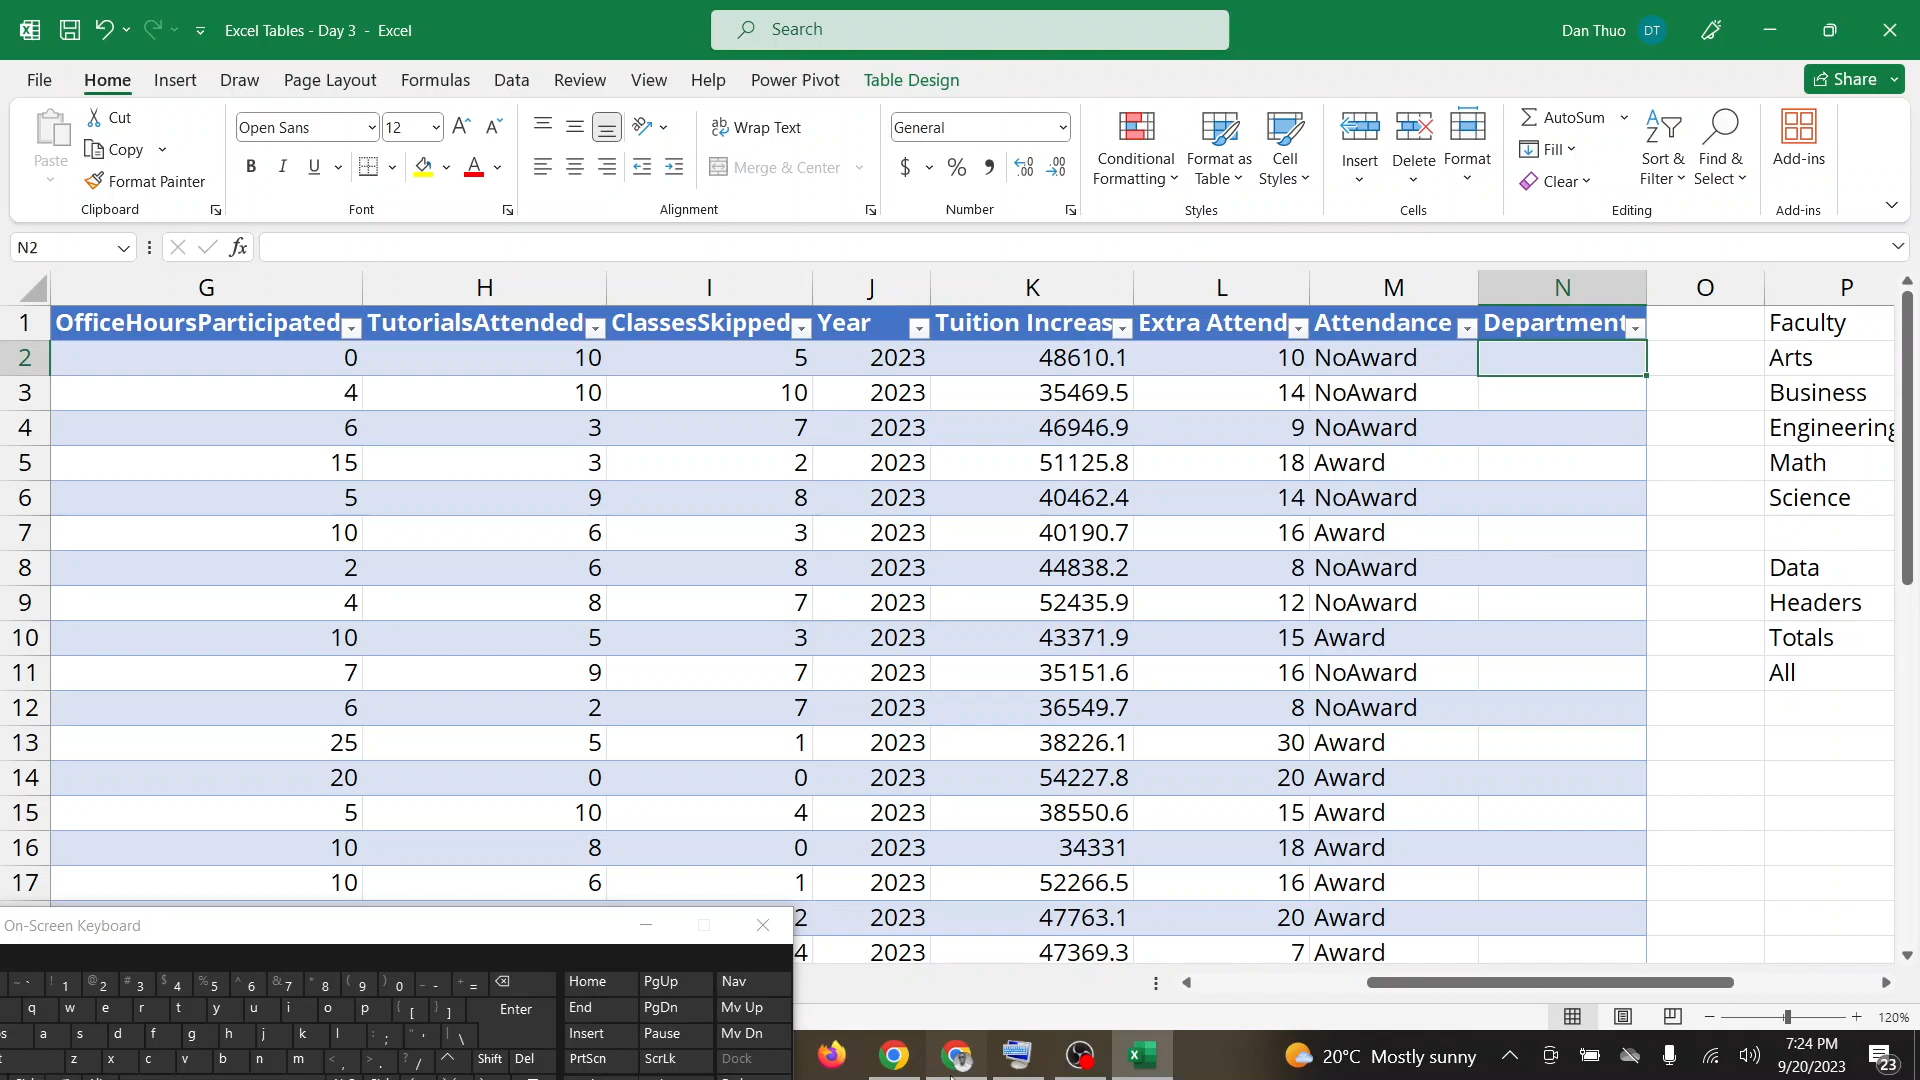 Excel Tables - Day 3 - Excel
Search
Dan Thuo
DT
File Home Insert Draw Page Layout Formulas Data Review View Help Power Pivot Table Design
Share
Paste
Cut
Copy
Format Painter
Clipboard
Open Sans
12
B I U
Font
Wrap Text
Merge & Center
Alignment
General
Number
Conditional Formatting
Format as Table
Cell Styles
Styles
Insert
Delete
Format
Cells
AutoSum
Fill
Clear
Sort & Filter
Find & Select
Editing
Add-ins
Add-ins
N2
fx
G H I J K L M N O P
1 OfficeHoursParticipated TutorialsAttended ClassesSkipped Year Tuition Increas Extra Attend Attendance Department Faculty
2 0 10 5 2023 48610.1 10 NoAward Arts
3 4 10 10 2023 35469.5 14 NoAward Business
4 6 3 7 2023 46946.9 9 NoAward Engineering
5 15 3 2 2023 51125.8 18 Award Math
6 5 9 8 2023 40462.4 14 NoAward Science
7 10 6 3 2023 40190.7 16 Award
8 2 6 8 2023 44838.2 8 NoAward Data
9 4 8 7 2023 52435.9 12 NoAward Headers
10 10 5 3 2023 43371.9 15 Award Totals
11 7 9 7 2023 35151.6 16 NoAward All
12 6 2 7 2023 36549.7 8 NoAward
13 25 5 1 2023 38226.1 30 Award
14 20 0 0 2023 54227.8 20 Award
15 5 10 4 2023 38550.6 15 Award
16 10 8 0 2023 34331 18 Award
17 10 6 1 2023 52266.5 16 Award
2 2023 47763.1 20 Award
4 2023 47369.3 7 Award
On-Screen Keyboard
~ ` ! 1 @ 2 # 3 $ 4 % 5 ^ 6 & 7 * 8 ( 9 ) 0 _ - + = Home PgUp Nav
q w e r t y u i o p { [ } ] Enter End PgDn Mv Up
a s d f g h j k l : ; " ' | \ Insert Pause Mv Dn
z x c v b n m < , > . ? / Shift Del PrtScn ScrLk Dock
120%
20°C Mostly sunny
7:24 PM
9/20/2023
23